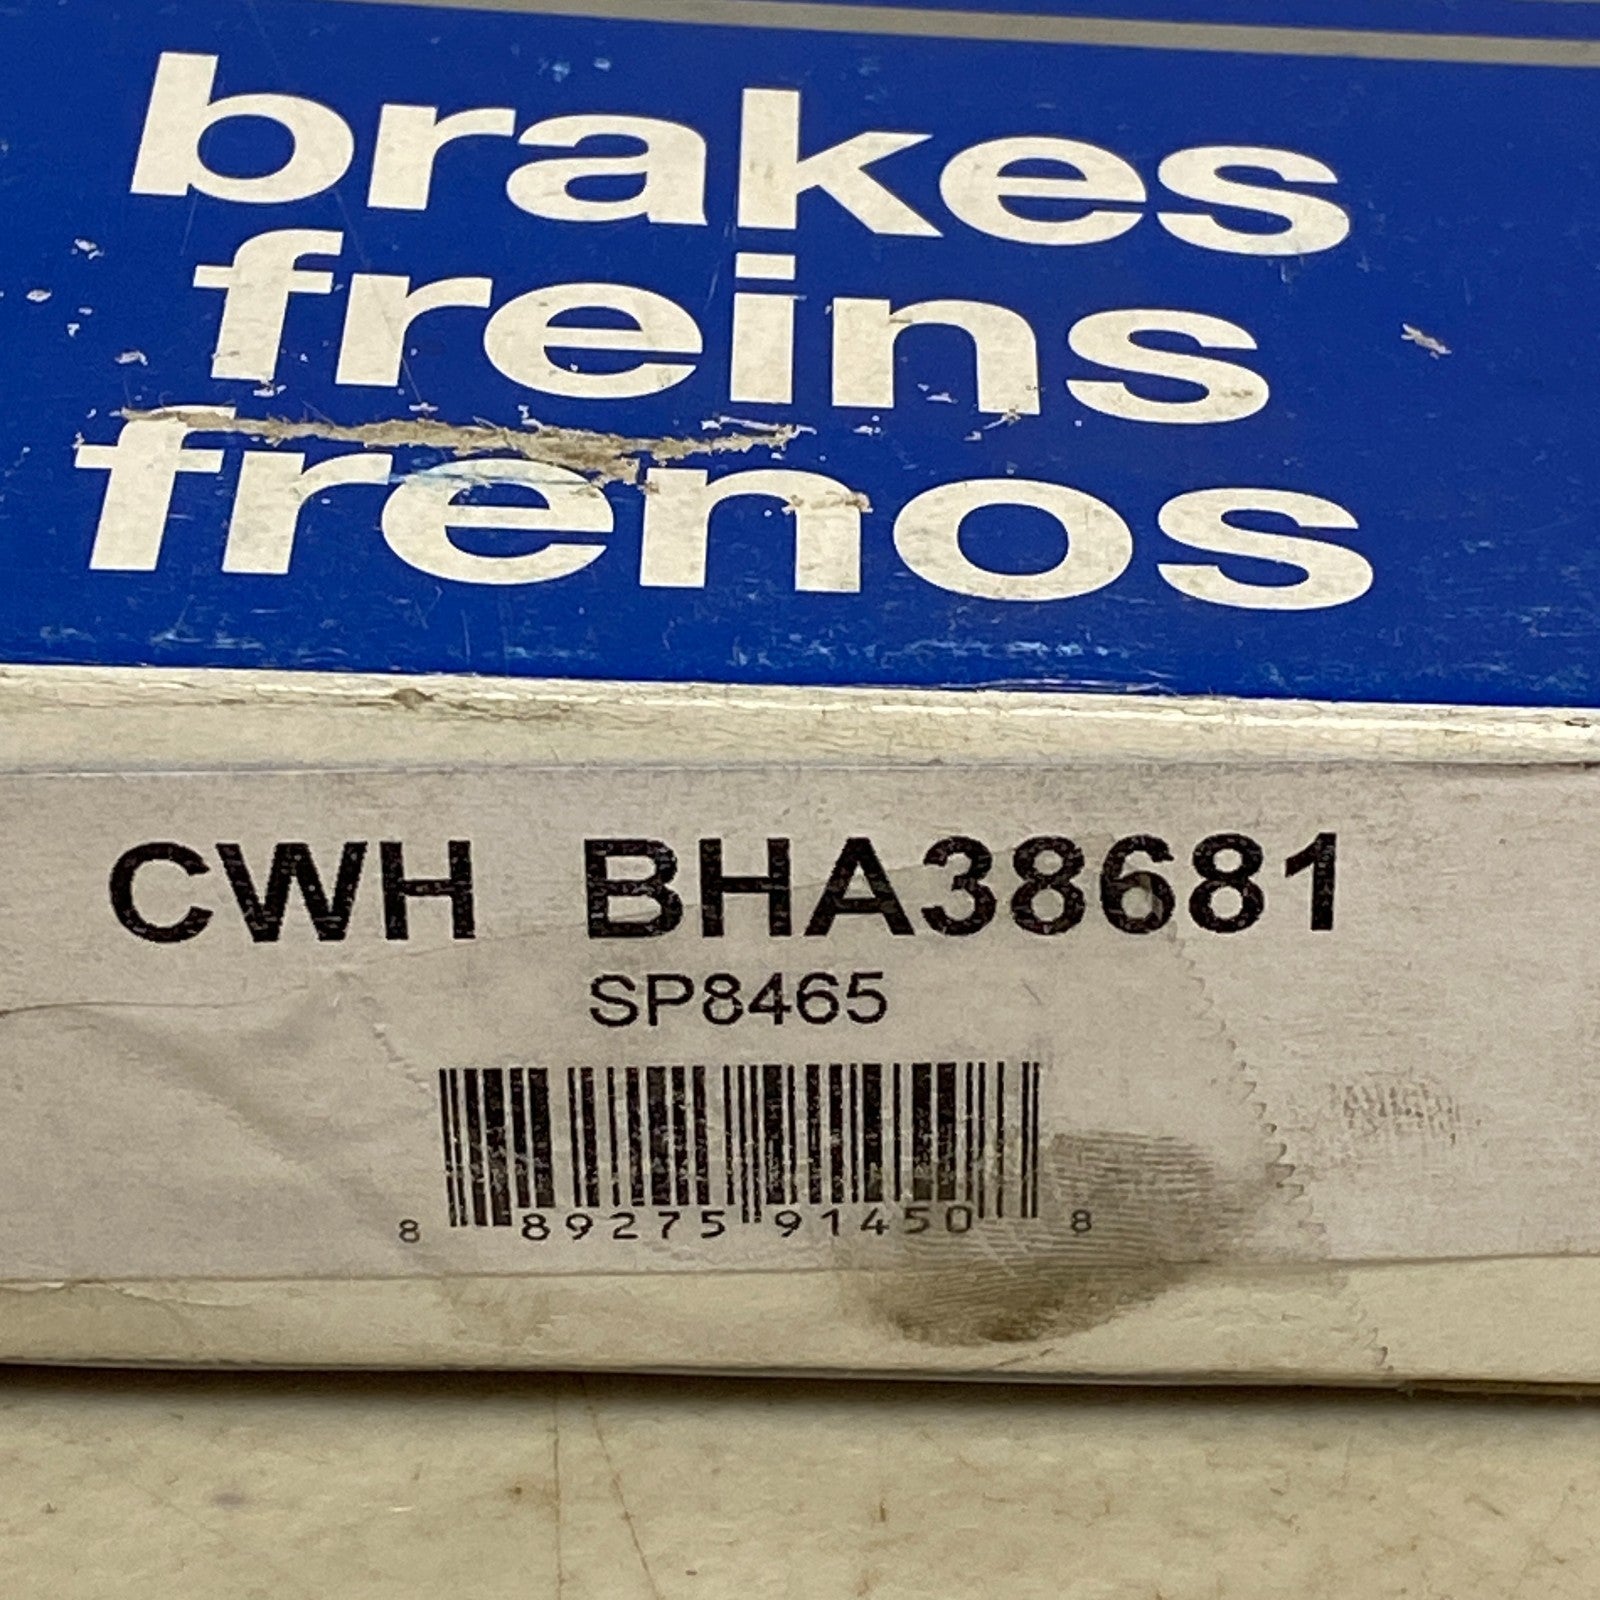 brakes
freins
frenos
CWH BHA38681
SP8465
8 89275 91450 8